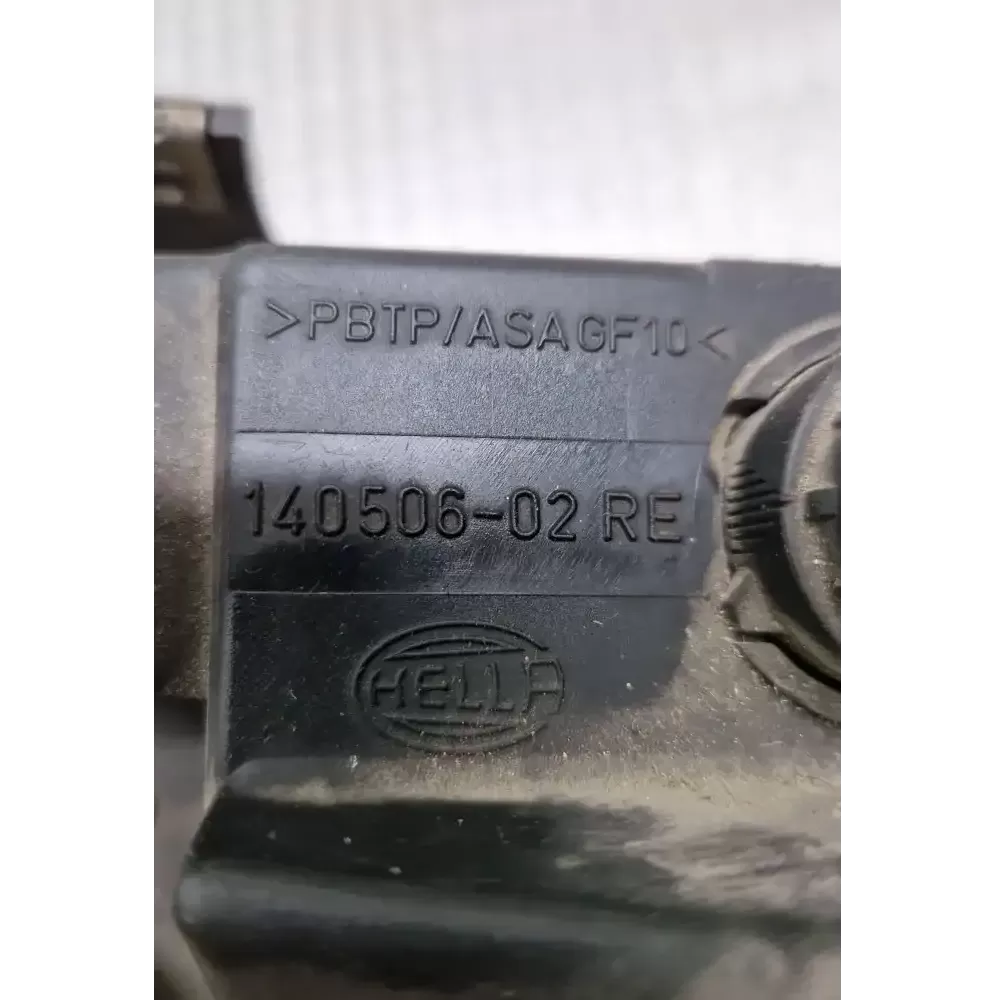 >PBTP/ASAGF10<
140506-02 RE
HELLA